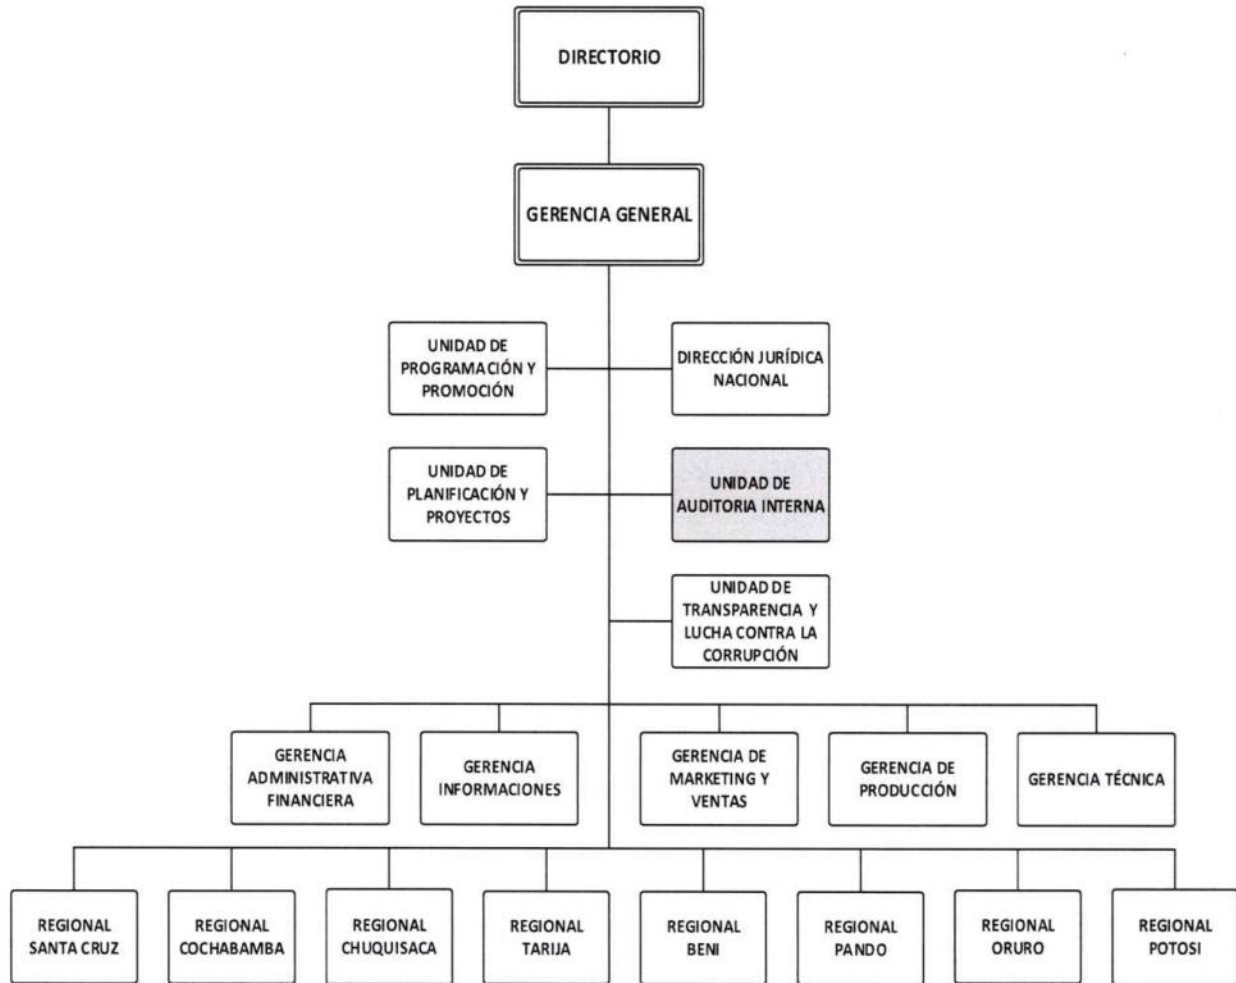 DIRECTORIO
GERENCIA GENERAL
UNIDAD DE
PROGRAMACIÓN Y
PROMOCIÓN
DIRECCIÓN JURÍDICA
NACIONAL
UNIDAD DE
PLANIFICACIÓN Y
PROYECTOS
UNIDAD DE
AUDITORIA INTERNA
UNIDAD DE
TRANSPARENCIA Y
LUCHA CONTRA LA
CORRUPCIÓN
GERENCIA
ADMINISTRATIVA
FINANCIERA
GERENCIA
INFORMACIONES
GERENCIA DE
MARKETING Y
VENTAS
GERENCIA DE
PRODUCCIÓN
GERENCIA TÉCNICA
REGIONAL
SANTA CRUZ
REGIONAL
COCHABAMBA
REGIONAL
CHUQUISACA
REGIONAL
TARIJA
REGIONAL
BENI
REGIONAL
PANDO
REGIONAL
ORURO
REGIONAL
POTOSI